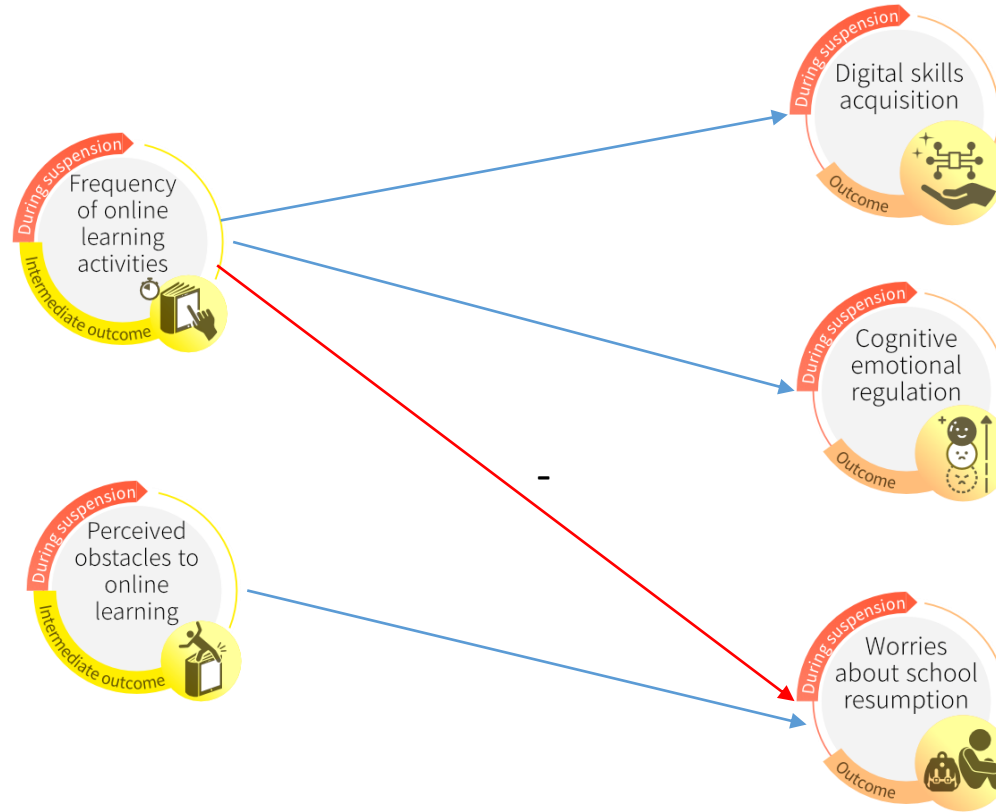 During suspension
Digital skills
acquisition
Outcome
During suspension
Frequency
of online
learning
activities
Intermediate outcome
During suspension
Cognitive
emotional
regulation
Outcome
-
During suspension
Perceived
obstacles to
online
learning
Intermediate outcome
During suspension
Worries
about school
resumption
Outcome